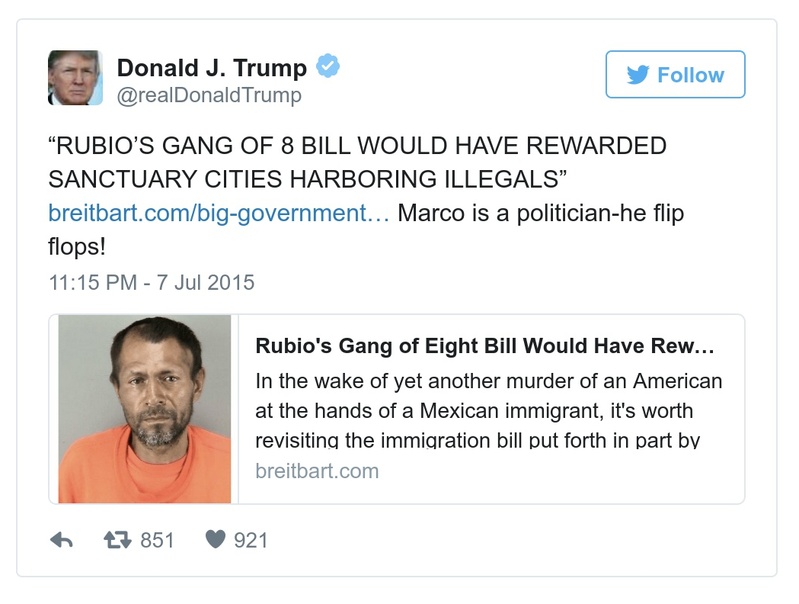 Donald J. Trump
@realDonaldTrump
Follow
“RUBIO’S GANG OF 8 BILL WOULD HAVE REWARDED
SANCTUARY CITIES HARBORING ILLEGALS”
breitbart.com/big-government… Marco is a politician-he flip
flops!
11:15 PM - 7 Jul 2015
Rubio's Gang of Eight Bill Would Have Rew…
In the wake of yet another murder of an American
at the hands of a Mexican immigrant, it's worth
revisiting the immigration bill put forth in part by
breitbart.com
851 921